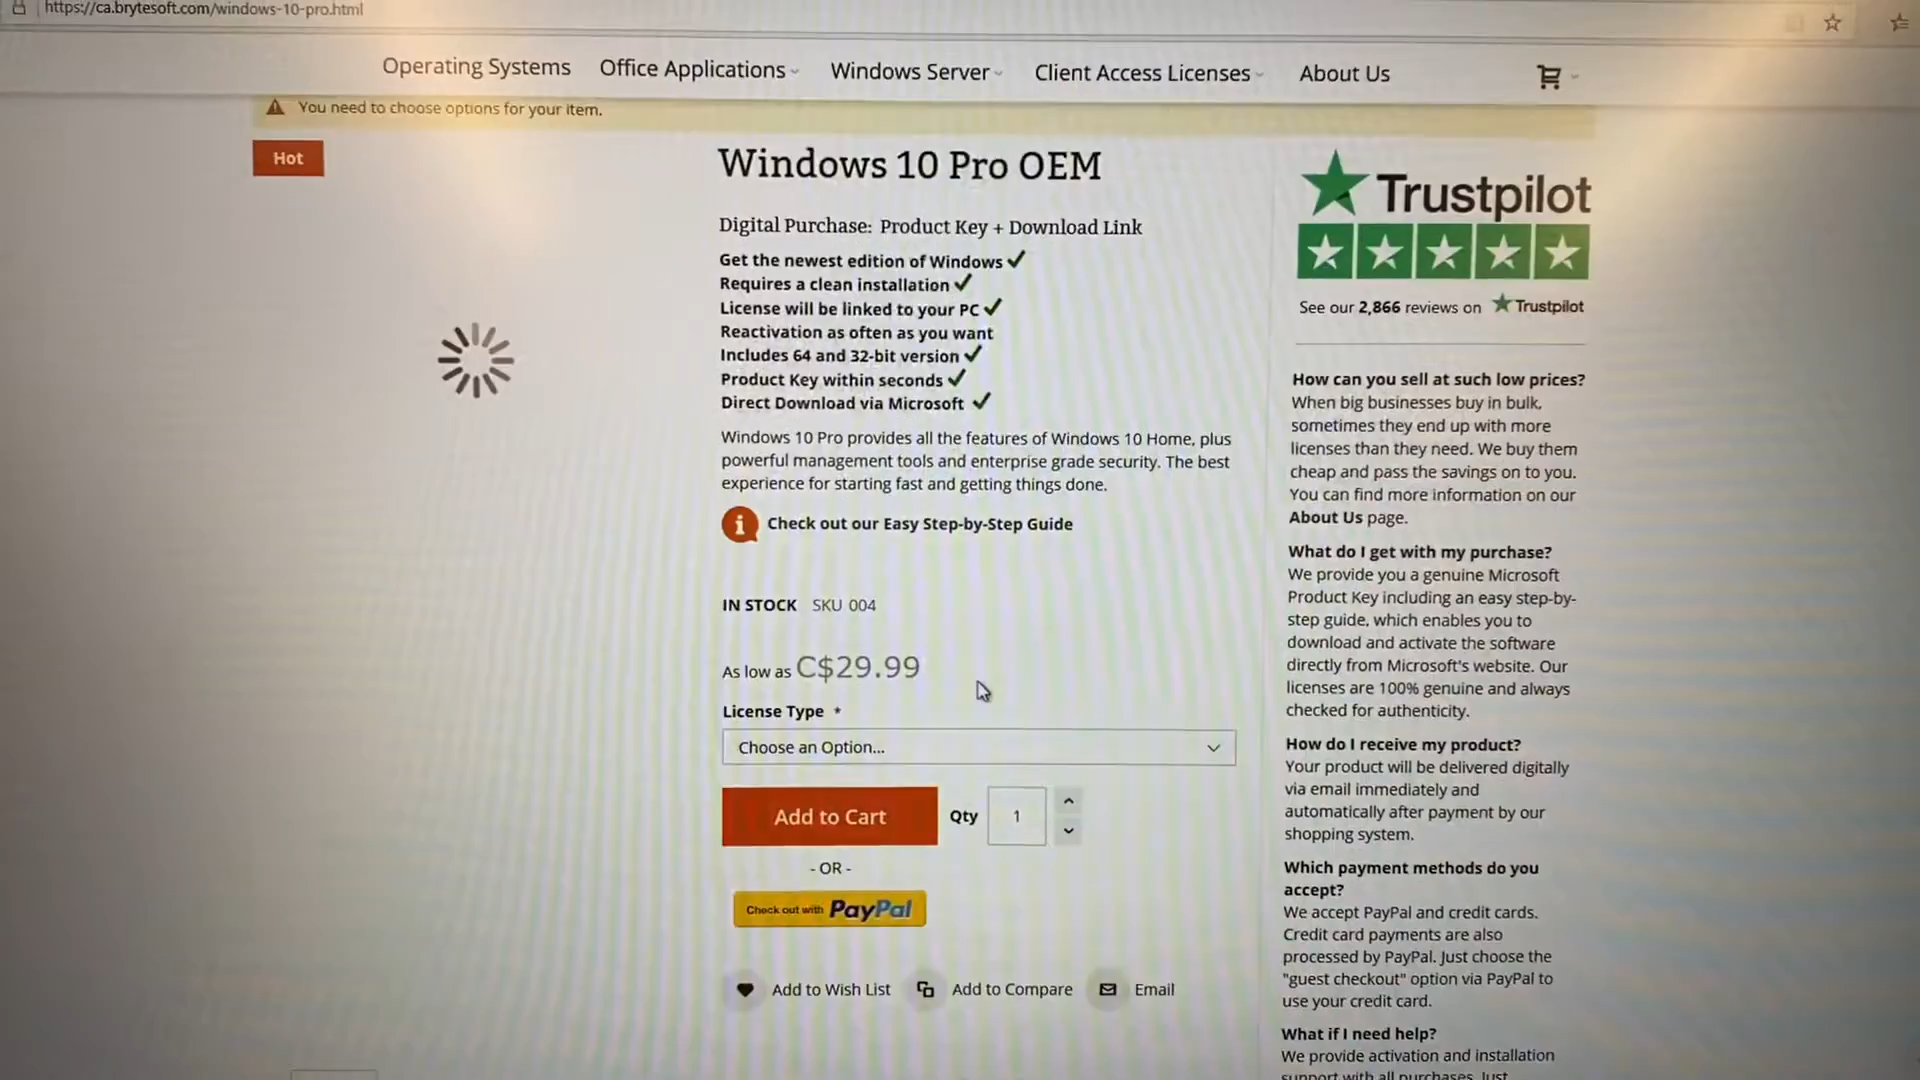 https://ca.brytesoft.com/windows-10-pro.html
Operating Systems
Office Applications
Windows Server
Client Access Licenses
About Us
You need to choose options for your item.
Hot
Windows 10 Pro OEM
Digital Purchase: Product Key + Download Link
Get the newest edition of Windows ✓
Requires a clean installation ✓
License will be linked to your PC ✓
Reactivation as often as you want
Includes 64 and 32-bit version ✓
Product Key within seconds ✓
Direct Download via Microsoft ✓
Windows 10 Pro provides all the features of Windows 10 Home, plus
powerful management tools and enterprise grade security. The best
experience for starting fast and getting things done.
Check out our Easy Step-by-Step Guide
IN STOCK SKU 004
As low as C$29.99
License Type *
Choose an Option...
Add to Cart
Qty
1
- OR -
Check out with PayPal
Add to Wish List
Add to Compare
Email
Trustpilot
See our 2,866 reviews on Trustpilot
How can you sell at such low prices?
When big businesses buy in bulk,
sometimes they end up with more
licenses than they need. We buy them
cheap and pass the savings on to you.
You can find more information on our
About Us page.
What do I get with my purchase?
We provide you a genuine Microsoft
Product Key including an easy step-by-
step guide, which enables you to
download and activate the software
directly from Microsoft's website. Our
licenses are 100% genuine and always
checked for authenticity.
How do I receive my product?
Your product will be delivered digitally
via email immediately and
automatically after payment by our
shopping system.
Which payment methods do you
accept?
We accept PayPal and credit cards.
Credit card payments are also
processed by PayPal. Just choose the
"guest checkout" option via PayPal to
use your credit card.
What if I need help?
We provide activation and installation
support with all purchases. Just